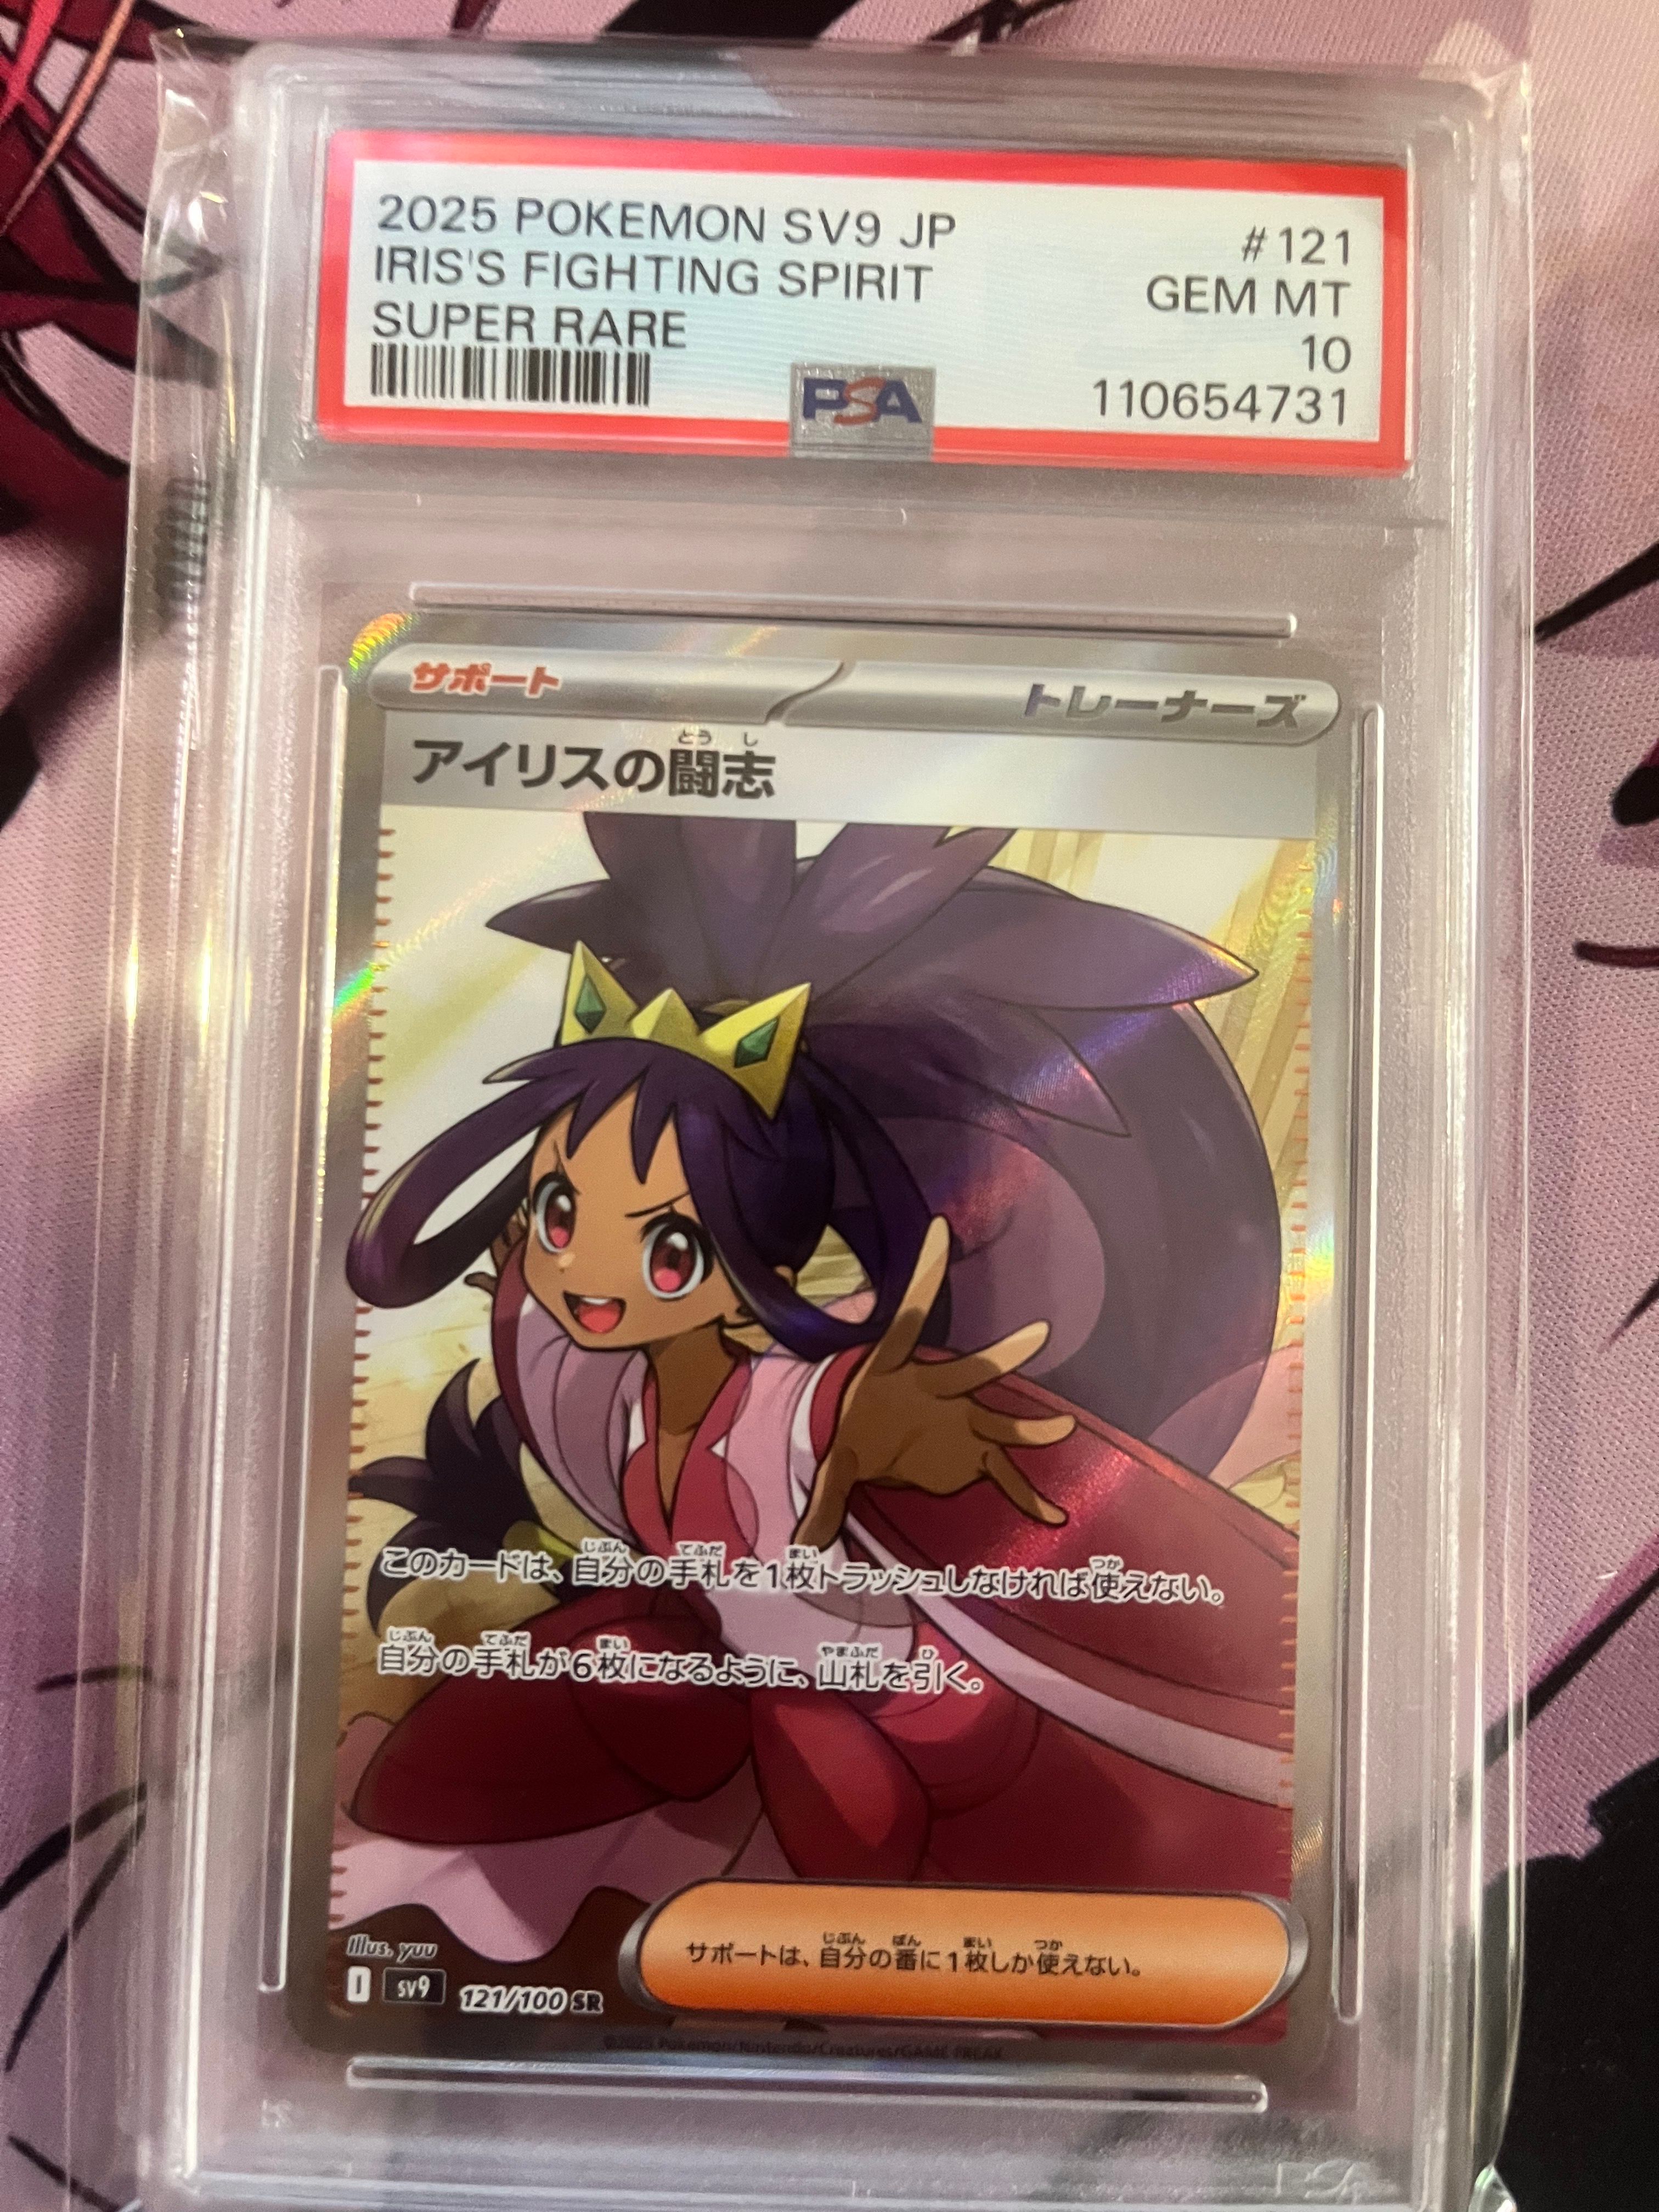 2025 POKEMON SV9 JP
#121
IRIS'S FIGHTING SPIRIT
GEM MT
SUPER RARE
10
PSA
110654731
サポート
トレーナーズ
とうし
アイリスの闘志
じぶん てふだ まい つか
このカードは、自分の手札を1枚トラッシュしなければ使えない。
じぶん てふだ まい やまふだ ひ
自分の手札が6枚になるように、山札を引く。
じぶん ばん まい つか
サポートは、自分の番に1枚しか使えない。
Illus. yuu
I sv9 121/100 SR
©2025 Pokémon/Nintendo/Creatures/GAME FREAK
PSA